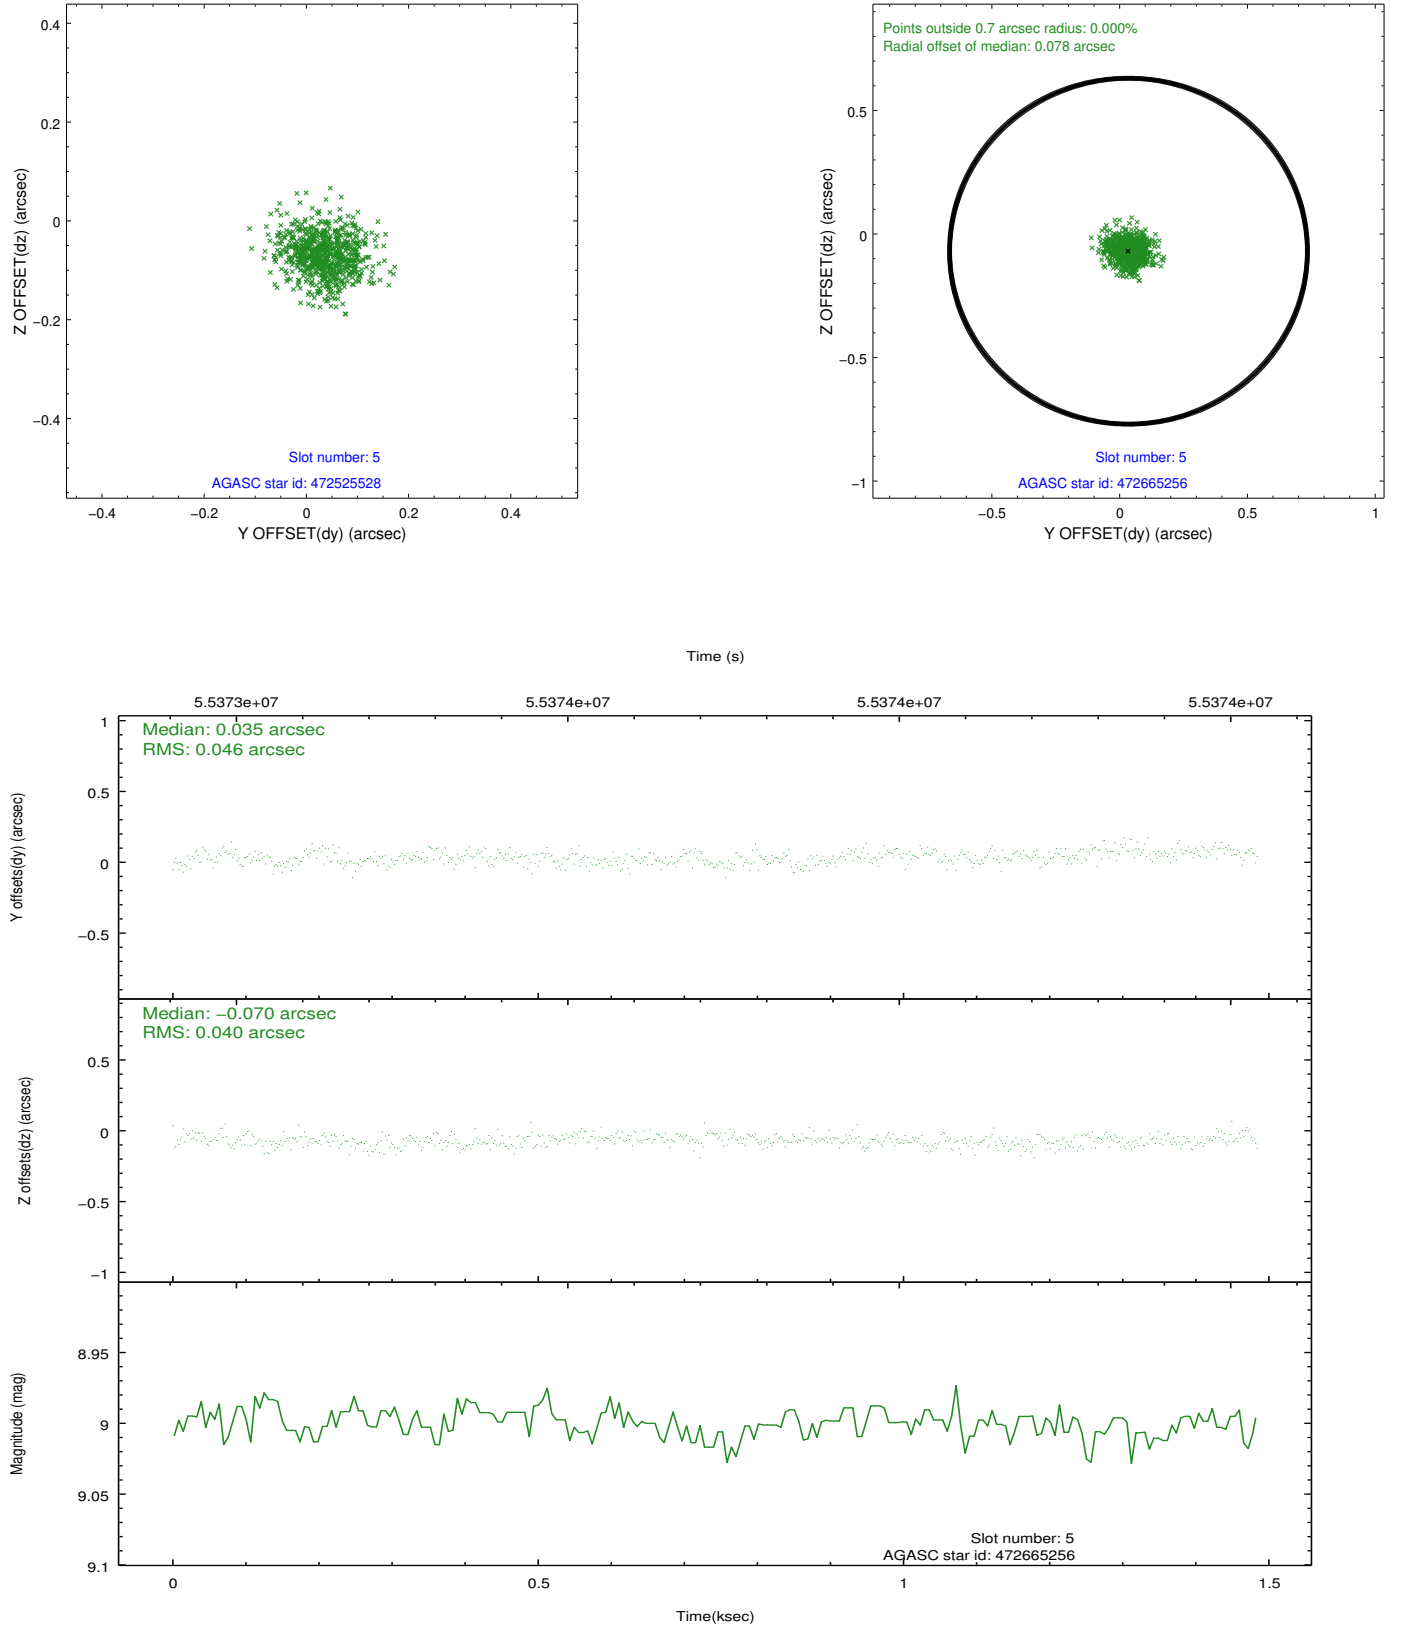 0.4
0.2
0
−0.2
−0.4
Z OFFSET(dz) (arcsec)
Slot number: 5
AGASC star id: 472525528
−0.4 −0.2 0 0.2 0.4
Y OFFSET(dy) (arcsec)
Points outside 0.7 arcsec radius: 0.000%
Radial offset of median: 0.078 arcsec
0.5
0
−0.5
−1
Z OFFSET(dz) (arcsec)
Slot number: 5
AGASC star id: 472665256
−0.5 0 0.5 1
Y OFFSET(dy) (arcsec)
Time (s)
5.5373e+07 5.5374e+07 5.5374e+07 5.5374e+07
Median: 0.035 arcsec
RMS: 0.046 arcsec
1
0.5
0
−0.5
Y offsets(dy) (arcsec)
Median: −0.070 arcsec
RMS: 0.040 arcsec
0.5
0
−0.5
−1
Z offsets(dz) (arcsec)
8.95
9
9.05
9.1
Magnitude (mag)
Slot number: 5
AGASC star id: 472665256
0 0.5 1 1.5
Time(ksec)